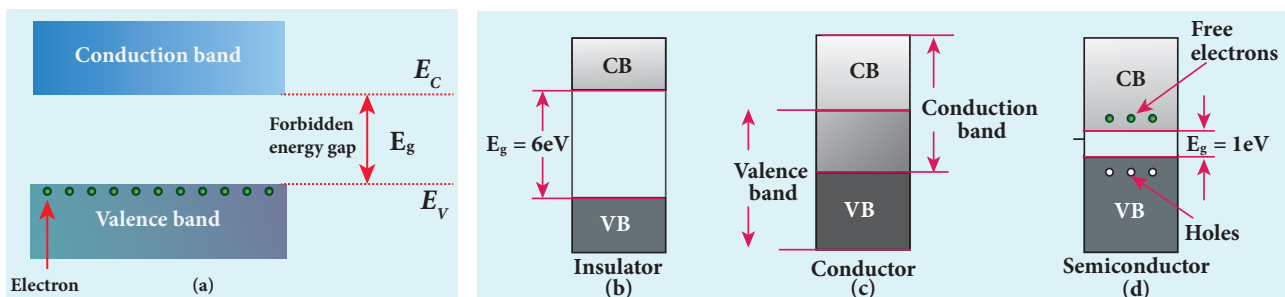 Conduction band
E_C
Forbidden
energy gap
E_g
E_V
Valence band
Electron
(a)
CB
E_g = 6eV
VB
Insulator
(b)
CB
Conduction
band
Valence
band
VB
Conductor
(c)
Free
electrons
CB
E_g = 1eV
VB
Holes
Semiconductor
(d)